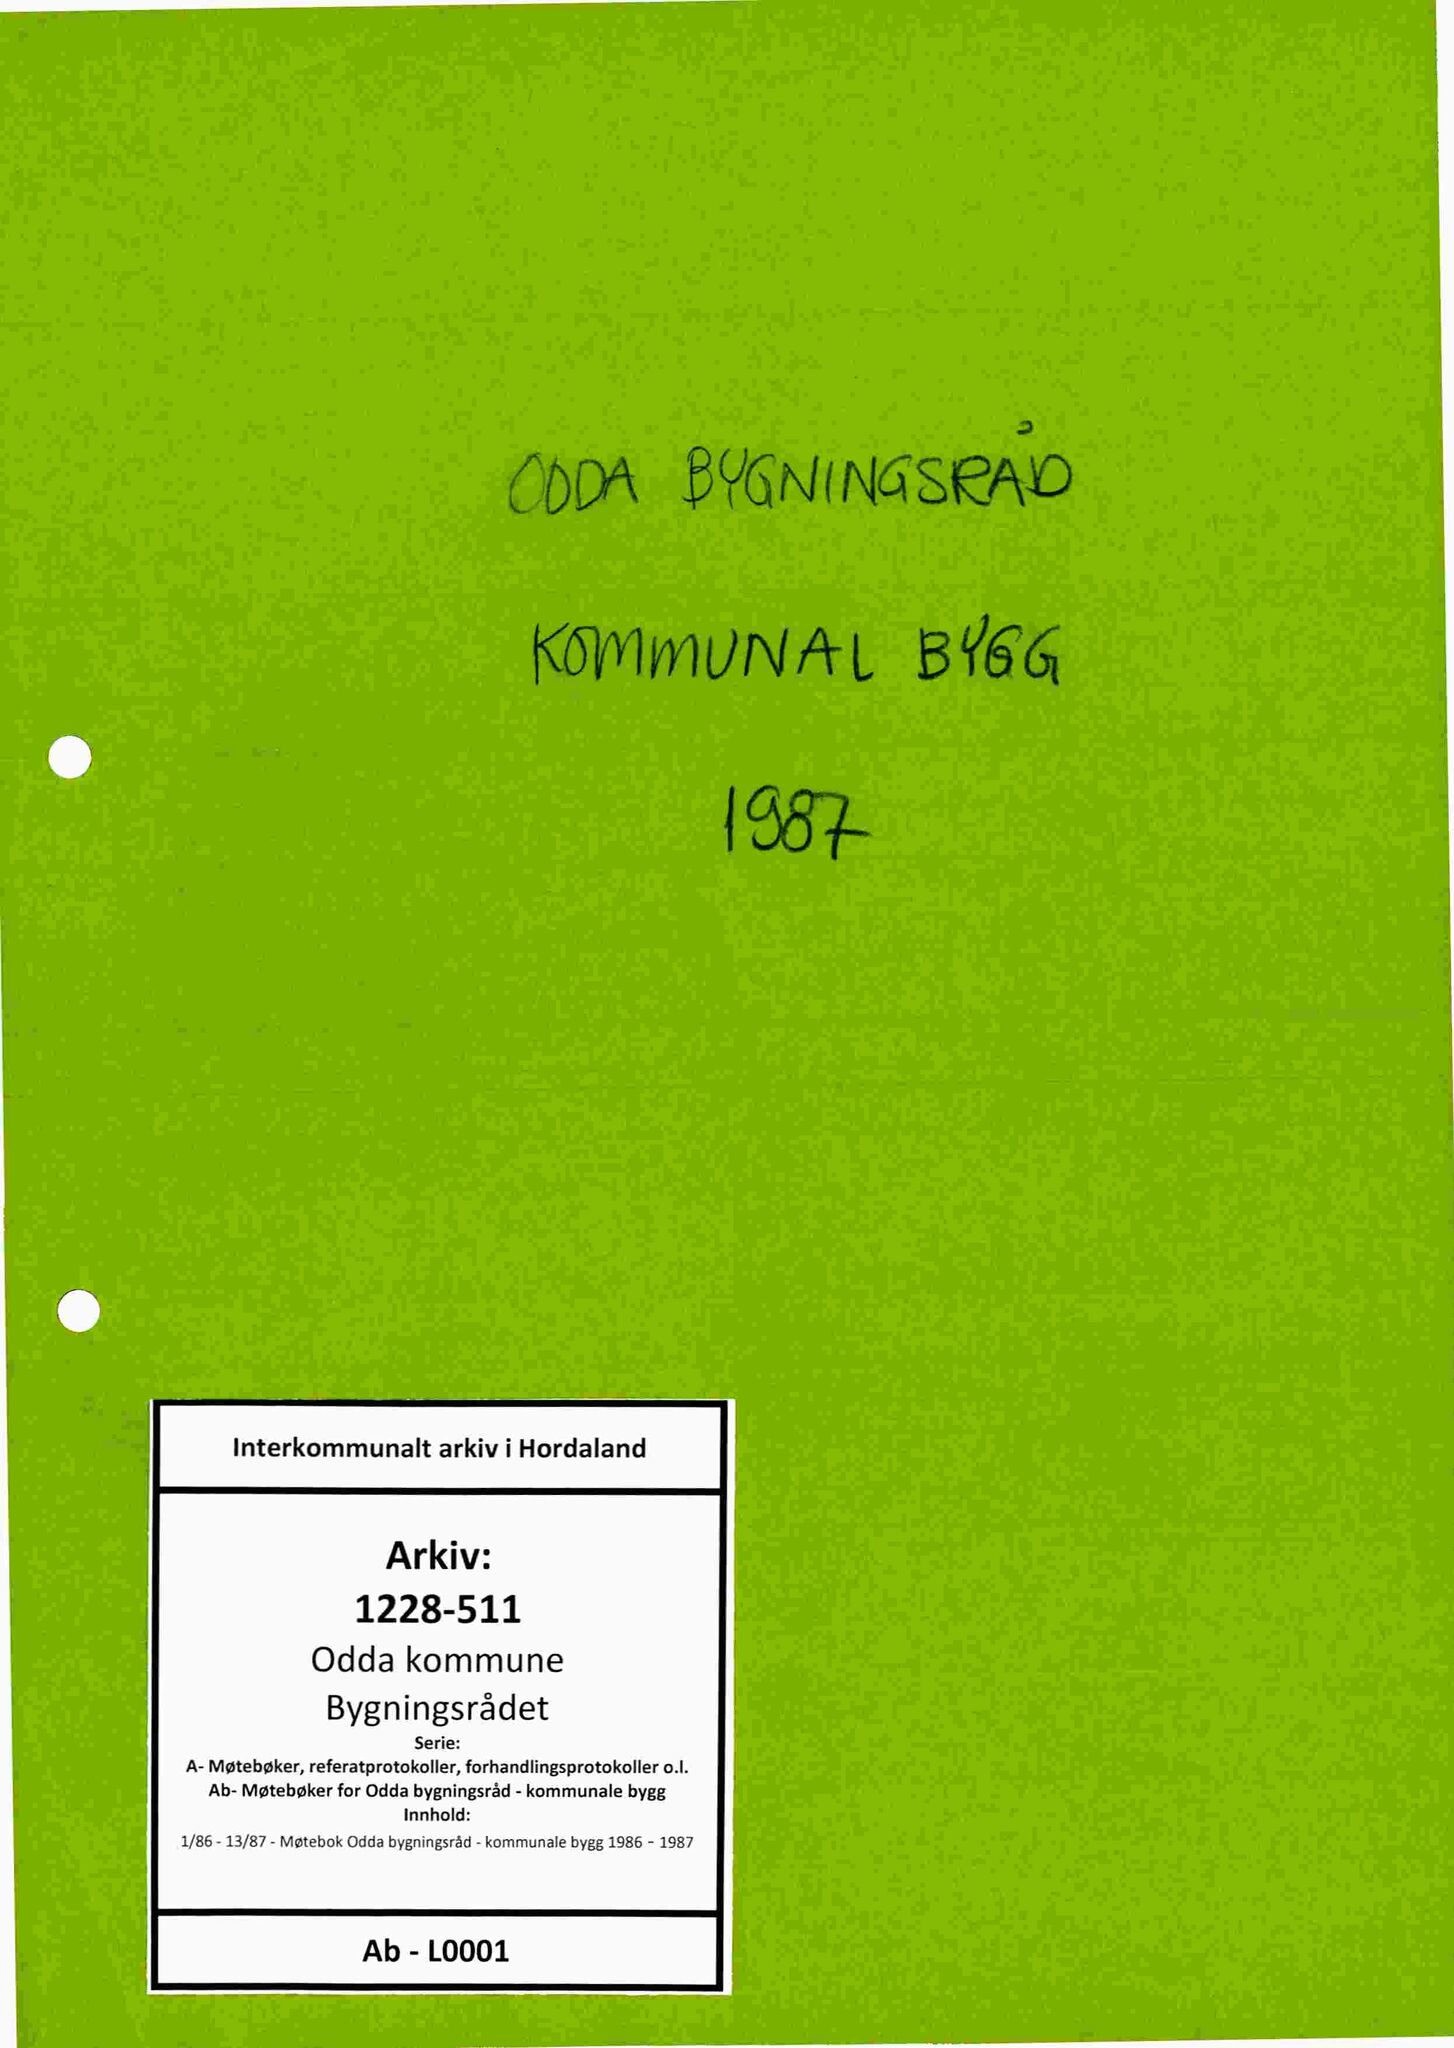 ODDA BYGNINGSRÅD
KOMMUNAL BYGG
1987
Interkommunalt arkiv i Hordaland
Arkiv:
1228-511
Odda kommune
Bygningsrådet
Serie:
A- Møtebøker, referatprotokoller, forhandlingsprotokoller o.l.
Ab- Møtebøker for Odda bygningsråd - kommunale bygg
Innhold:
1/86 - 13/87 - Møtebok Odda bygningsråd - kommunale bygg 1986 - 1987
Ab - L0001